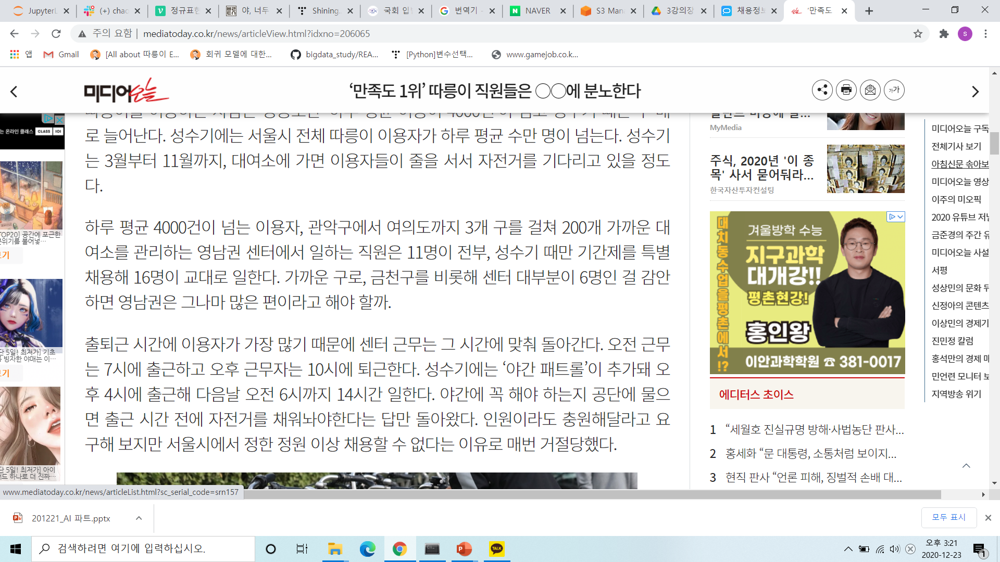 JupyterL
(+) chao
정규표현
야, 너두
Shining
국회 입
번역기 -
NAVER
S3 Man
3강의장
채용정보
‘만족도
주의 요함 | mediatoday.co.kr/news/articleView.html?idxno=206065
앱
Gmail
[All about 따릉이 E...
회귀 모델에 대한...
bigdata_study/REA...
[Python]변수선택...
www.gamejob.co.k...
미디어오늘
‘만족도 1위’ 따릉이 직원들은 ◯◯에 분노한다
가가
로 늘어난다. 성수기에는 서울시 전체 따릉이 이용자가 하루 평균 수만 명이 넘는다. 성수기
는 3월부터 11월까지, 대여소에 가면 이용자들이 줄을 서서 자전거를 기다리고 있을 정도
다.
하루 평균 4000건이 넘는 이용자, 관악구에서 여의도까지 3개 구를 걸쳐 200개 가까운 대
여소를 관리하는 영남권 센터에서 일하는 직원은 11명이 전부, 성수기 때만 기간제를 특별
채용해 16명이 교대로 일한다. 가까운 구로, 금천구를 비롯해 센터 대부분이 6명인 걸 감안
하면 영남권은 그나마 많은 편이라고 해야 할까.
출퇴근 시간에 이용자가 가장 많기 때문에 센터 근무는 그 시간에 맞춰 돌아간다. 오전 근무
는 7시에 출근하고 오후 근무자는 10시에 퇴근한다. 성수기에는 ‘야간 패트롤’이 추가돼 오
후 4시에 출근해 다음날 오전 6시까지 14시간 일한다. 야간에 꼭 해야 하는지 공단에 물으
면 출근 시간 전에 자전거를 채워놔야한다는 답만 돌아왔다. 인원이라도 충원해달라고 요
구해 보지만 서울시에서 정한 정원 이상 채용할 수 없다는 이유로 매번 거절당했다.
는 온라인 클래스 CLASS 101
TOP20] 공간에 포근한
분위기를 불어넣…
보기
단 5일! 최저가] 기초
를 빙자한 야매는 이…
보기
단 5일! 최저가] 아이
패드 하나로 더 진짜…
MyMedia
주식, 2020년 '이 종
목' 사서 묻어둬라...
한국자산투자컨설팅
대치동수업을평촌에서!?
겨울방학 수능
지구과학
대개강!!
평촌현강!
홍인왕
이안과학학원 ☎ 381-0017
에디터스 초이스
1 “세월호 진실규명 방해·사법농단 판사...
2 홍세화 “문 대통령, 소통처럼 보이지...
3 현직 판사 “언론 피해, 징벌적 손배 대...
미디어오늘 구독
전체기사 보기
아침신문 솎아보
미디어오늘 영상
이주의 미오픽
2020 유튜브 저널
금준경의 주간 유
미디어오늘 사설
서평
성상민의 문화 뒤
신정아의 콘텐츠
이상민의 경제기
진민정 칼럼
홍석만의 경제 매
민언련 모니터 보
지역방송 위기
www.mediatoday.co.kr/news/articleList.html?sc_serial_code=srn157
201221_AI 파트.pptx
모두 표시
검색하려면 여기에 입력하십시오.
TALK
오후 3:21
2020-12-23
1